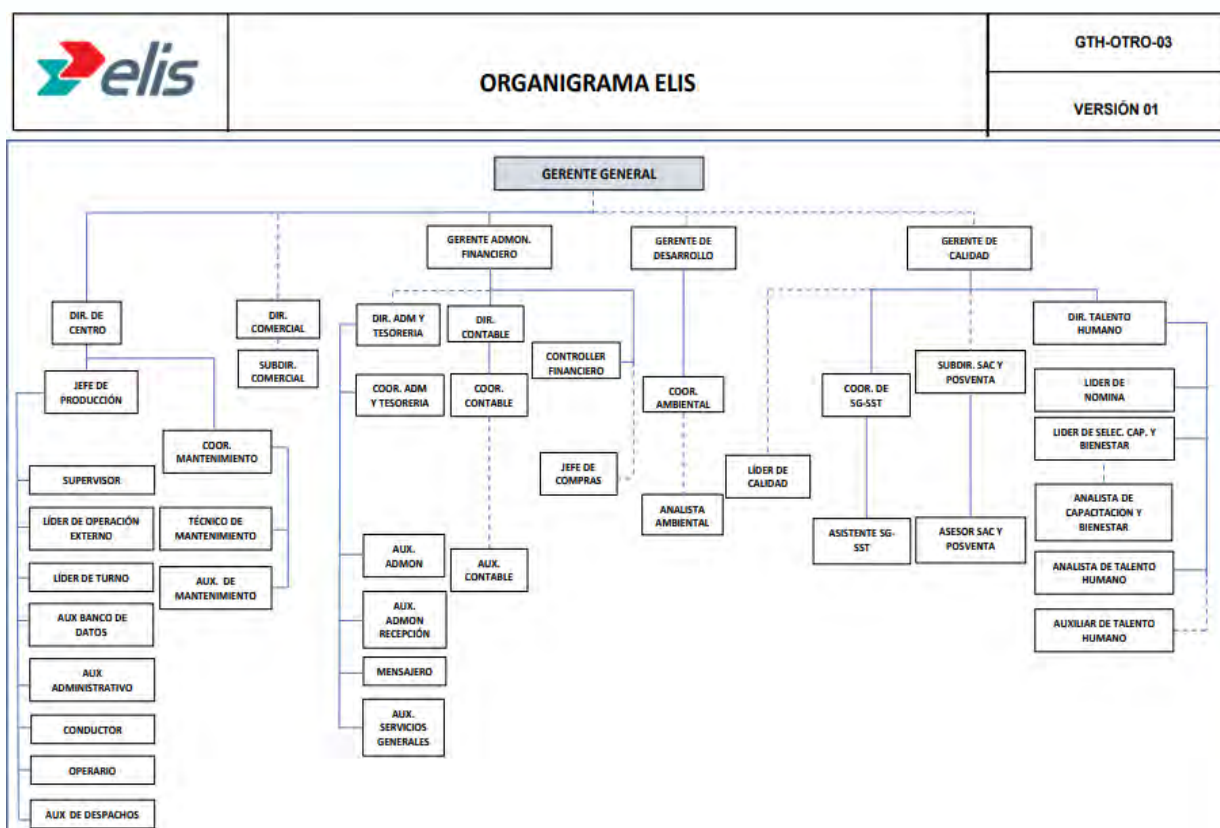 elis
ORGANIGRAMA ELIS
GTH-OTRO-03
VERSIÓN 01
GERENTE GENERAL
GERENTE ADMON.
FINANCIERO
GERENTE DE
DESARROLLO
GERENTE DE
CALIDAD
DIR. DE
CENTRO
DIR.
COMERCIAL
SUBDIR.
COMERCIAL
DIR. ADM Y
TESORERIA
DIR.
CONTABLE
CONTROLLER
FINANCIERO
DIR. TALENTO
HUMANO
JEFE DE
PRODUCCIÓN
COOR. ADM
Y TESORERIA
COOR.
CONTABLE
COOR.
AMBIENTAL
COOR. DE
SG-SST
SUBDIR. SAC Y
POSVENTA
LIDER DE
NOMINA
COOR.
MANTENIMIENTO
JEFE DE
COMPRAS
LÍDER DE
CALIDAD
LIDER DE SELEC. CAP. Y
BIENESTAR
SUPERVISOR
LÍDER DE OPERACIÓN
EXTERNO
TÉCNICO DE
MANTENIMIENTO
ANALISTA
AMBIENTAL
ASISTENTE SG-
SST
ASESOR SAC Y
POSVENTA
ANALISTA DE
CAPACITACION Y
BIENESTAR
LÍDER DE TURNO
AUX. DE
MANTENIMIENTO
AUX.
ADMON
AUX.
CONTABLE
ANALISTA DE TALENTO
HUMANO
AUX BANCO DE
DATOS
AUX.
ADMON
RECEPCIÓN
AUXILIAR DE TALENTO
HUMANO
AUX
ADMINISTRATIVO
MENSAJERO
CONDUCTOR
AUX.
SERVICIOS
GENERALES
OPERARIO
AUX DE DESPACHOS